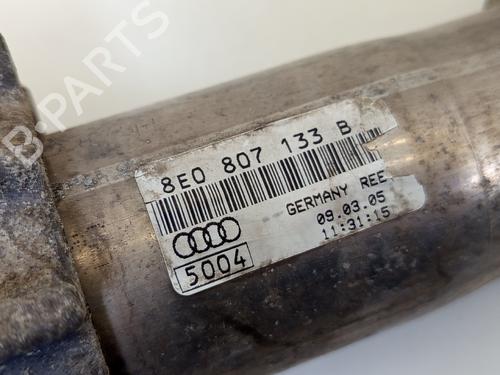 B-PARTS
8E0 807 133 B
GERMANY REE
09.03.05
11:31:15
5004